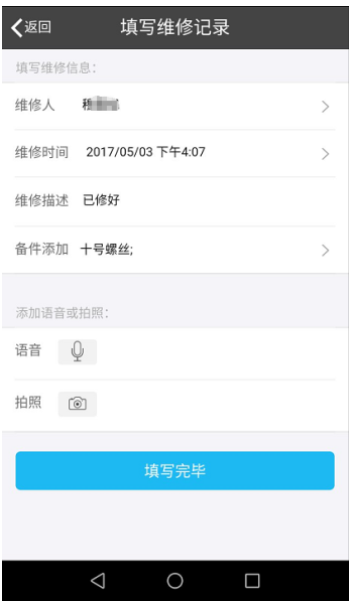 返回 填写维修记录
填写维修信息:
维修人
维修时间 2017/05/03 下午4:07
维修描述 已修好
备件添加 十号螺丝;
添加语音或拍照:
语音
拍照
填写完毕